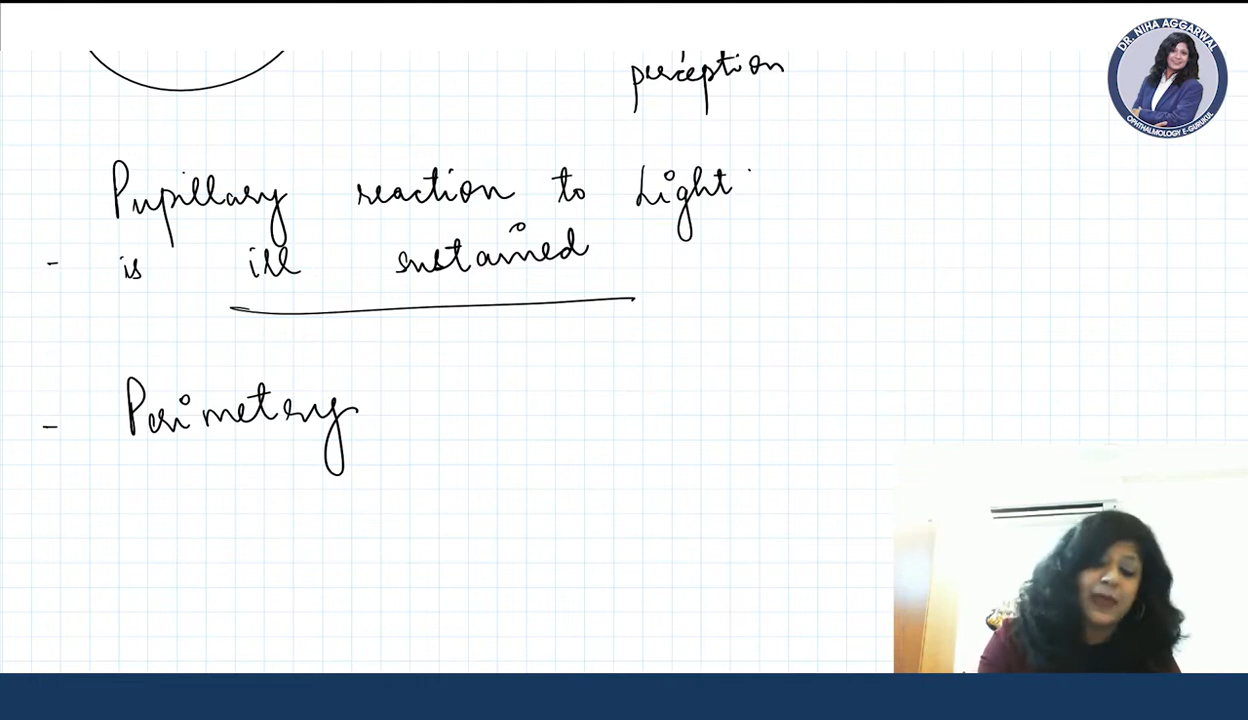 perception
Pupillary reaction to Light
- is ill sustained
- Perimetry
DR. NIHA AGGARWAL
OPHTHALMOLOGY E-GURUKUL